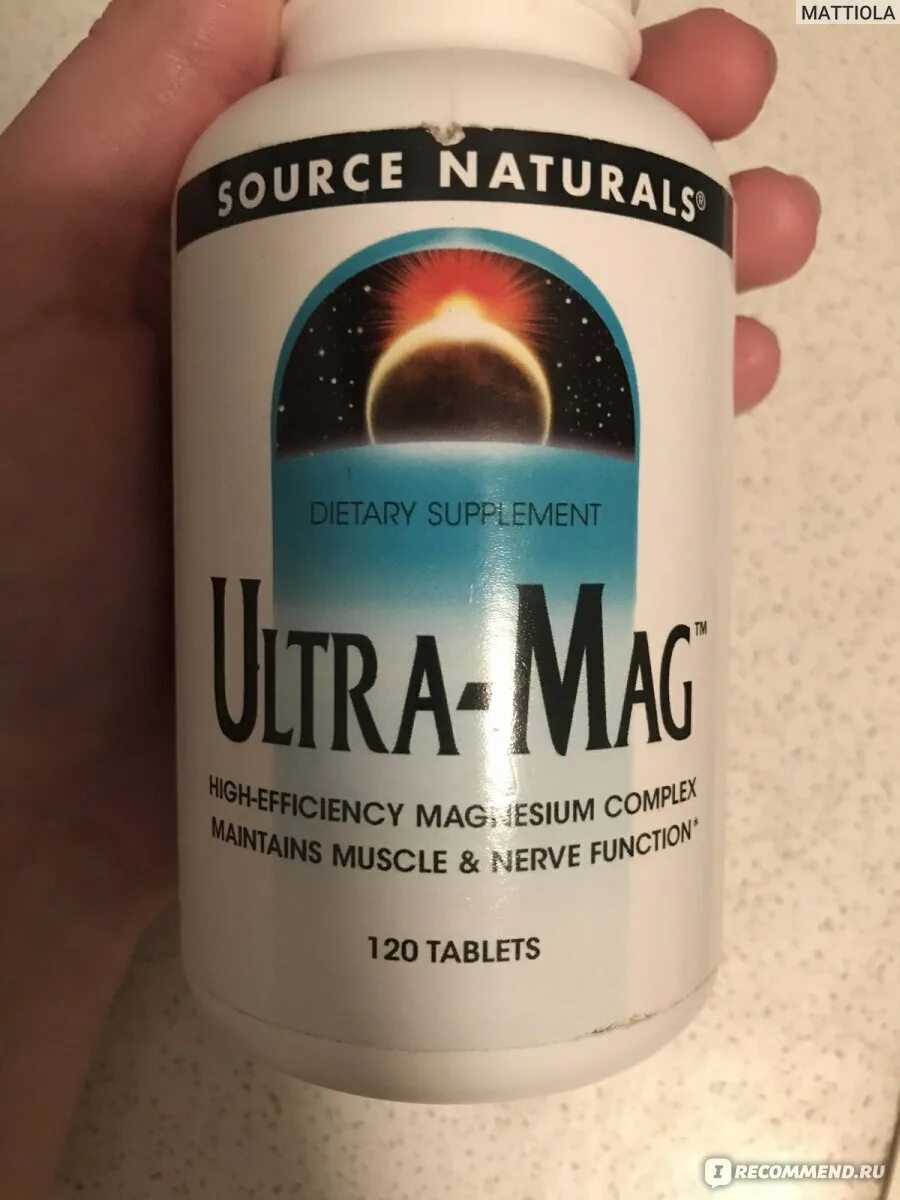 MATTIOLA
SOURCE NATURALS®
DIETARY SUPPLEMENT
ULTRA-MAG™
HIGH-EFFICIENCY MAGNESIUM COMPLEX
MAINTAINS MUSCLE & NERVE FUNCTION*
120 TABLETS
I RECOMMEND.RU